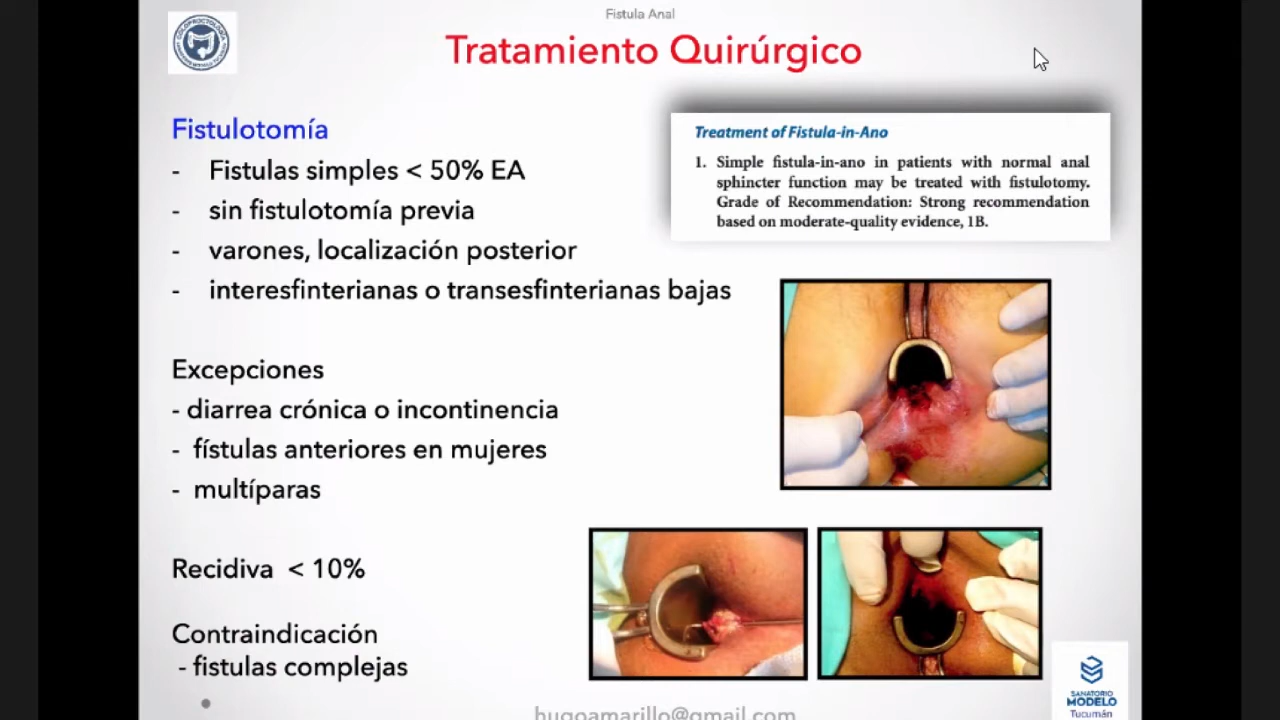 Fistula Anal
Tratamiento Quirúrgico
Fistulotomía
- Fistulas simples < 50% EA
- sin fistulotomía previa
- varones, localización posterior
- interesfinterianas o transesfinterianas bajas
Treatment of Fistula-in-Ano
1. Simple fistula-in-ano in patients with normal anal
sphincter function may be treated with fistulotomy.
Grade of Recommendation: Strong recommendation
based on moderate-quality evidence, 1B.
Excepciones
- diarrea crónica o incontinencia
- fístulas anteriores en mujeres
- multíparas
Recidiva < 10%
Contraindicación
- fistulas complejas
hugoamarillo@gmail.com
SANATORIO
MODELO
Tucumán